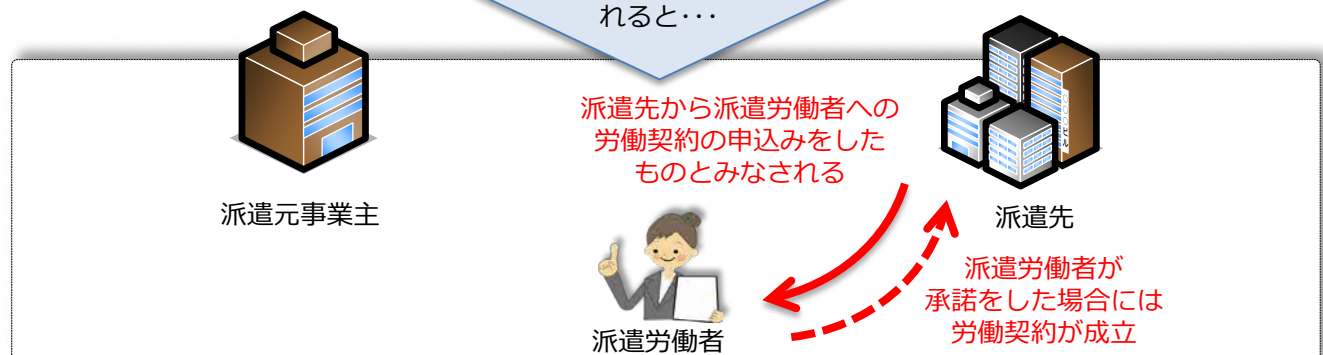 れると･･･
派遣先から派遣労働者への
労働契約の申込みをした
ものとみなされる
派遣元事業主
派遣先
派遣労働者が
承諾をした場合には
労働契約が成立
派遣労働者